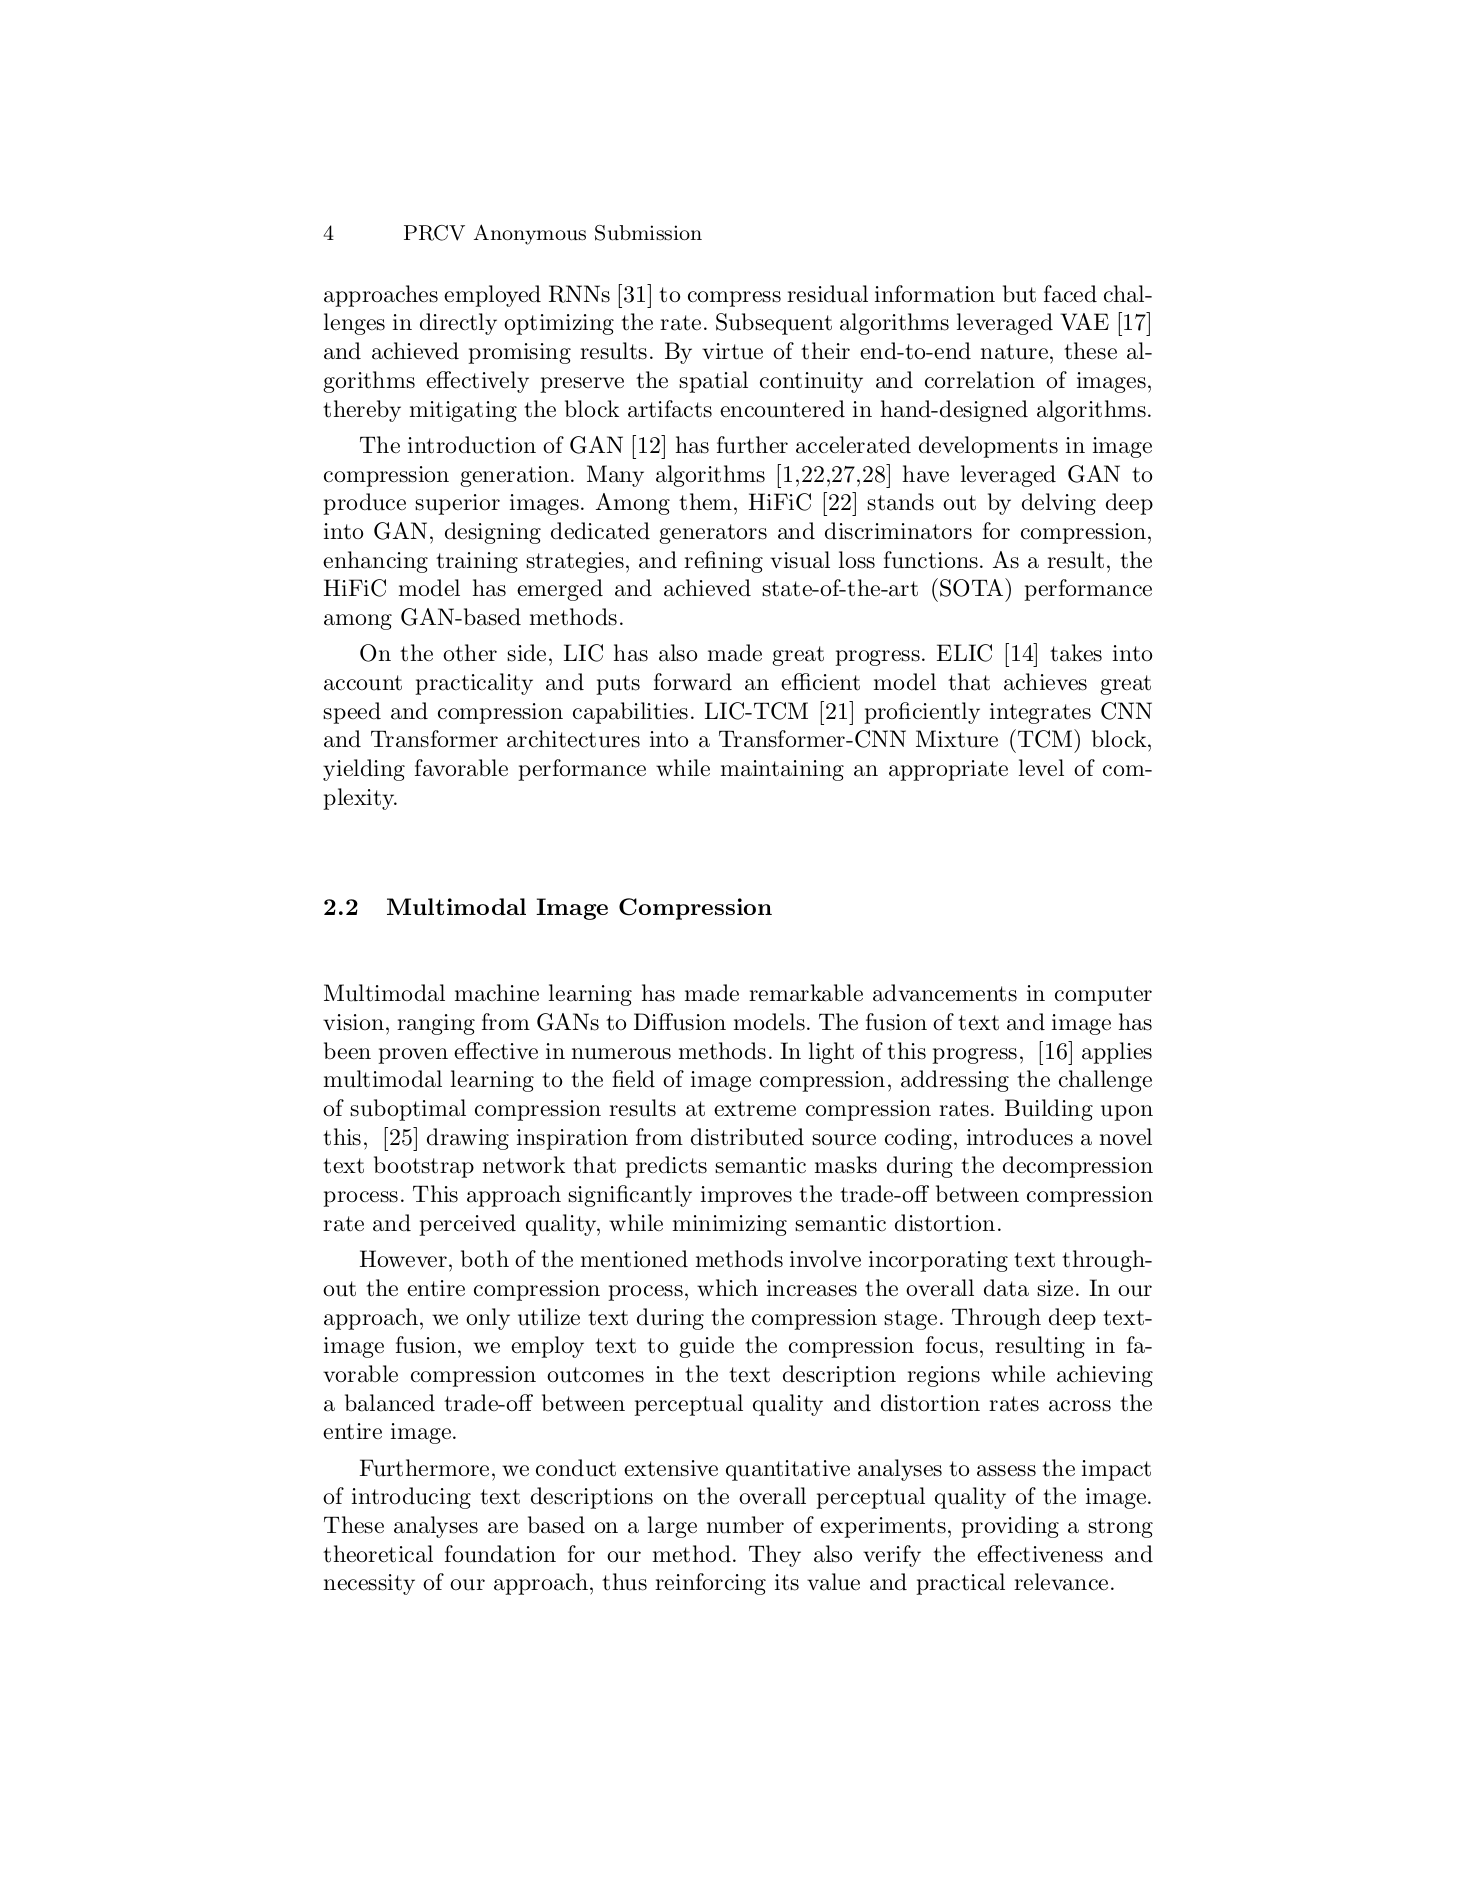 4 PRCV Anonymous Submission
approaches employed RNNs [31] to compress residual information but faced chal-
lenges in directly optimizing the rate. Subsequent algorithms leveraged VAE [17]
and achieved promising results. By virtue of their end-to-end nature, these al-
gorithms effectively preserve the spatial continuity and correlation of images,
thereby mitigating the block artifacts encountered in hand-designed algorithms.
The introduction of GAN [12] has further accelerated developments in image
compression generation. Many algorithms [1,22,27,28] have leveraged GAN to
produce superior images. Among them, HiFiC [22] stands out by delving deep
into GAN, designing dedicated generators and discriminators for compression,
enhancing training strategies, and refining visual loss functions. As a result, the
HiFiC model has emerged and achieved state-of-the-art (SOTA) performance
among GAN-based methods.
On the other side, LIC has also made great progress. ELIC [14] takes into
account practicality and puts forward an efficient model that achieves great
speed and compression capabilities. LIC-TCM [21] proficiently integrates CNN
and Transformer architectures into a Transformer-CNN Mixture (TCM) block,
yielding favorable performance while maintaining an appropriate level of com-
plexity.
2.2 Multimodal Image Compression
Multimodal machine learning has made remarkable advancements in computer
vision, ranging from GANs to Diffusion models. The fusion of text and image has
been proven effective in numerous methods. In light of this progress, [16] applies
multimodal learning to the field of image compression, addressing the challenge
of suboptimal compression results at extreme compression rates. Building upon
this, [25] drawing inspiration from distributed source coding, introduces a novel
text bootstrap network that predicts semantic masks during the decompression
process. This approach significantly improves the trade-off between compression
rate and perceived quality, while minimizing semantic distortion.
However, both of the mentioned methods involve incorporating text through-
out the entire compression process, which increases the overall data size. In our
approach, we only utilize text during the compression stage. Through deep text-
image fusion, we employ text to guide the compression focus, resulting in fa-
vorable compression outcomes in the text description regions while achieving
a balanced trade-off between perceptual quality and distortion rates across the
entire image.
Furthermore, we conduct extensive quantitative analyses to assess the impact
of introducing text descriptions on the overall perceptual quality of the image.
These analyses are based on a large number of experiments, providing a strong
theoretical foundation for our method. They also verify the effectiveness and
necessity of our approach, thus reinforcing its value and practical relevance.